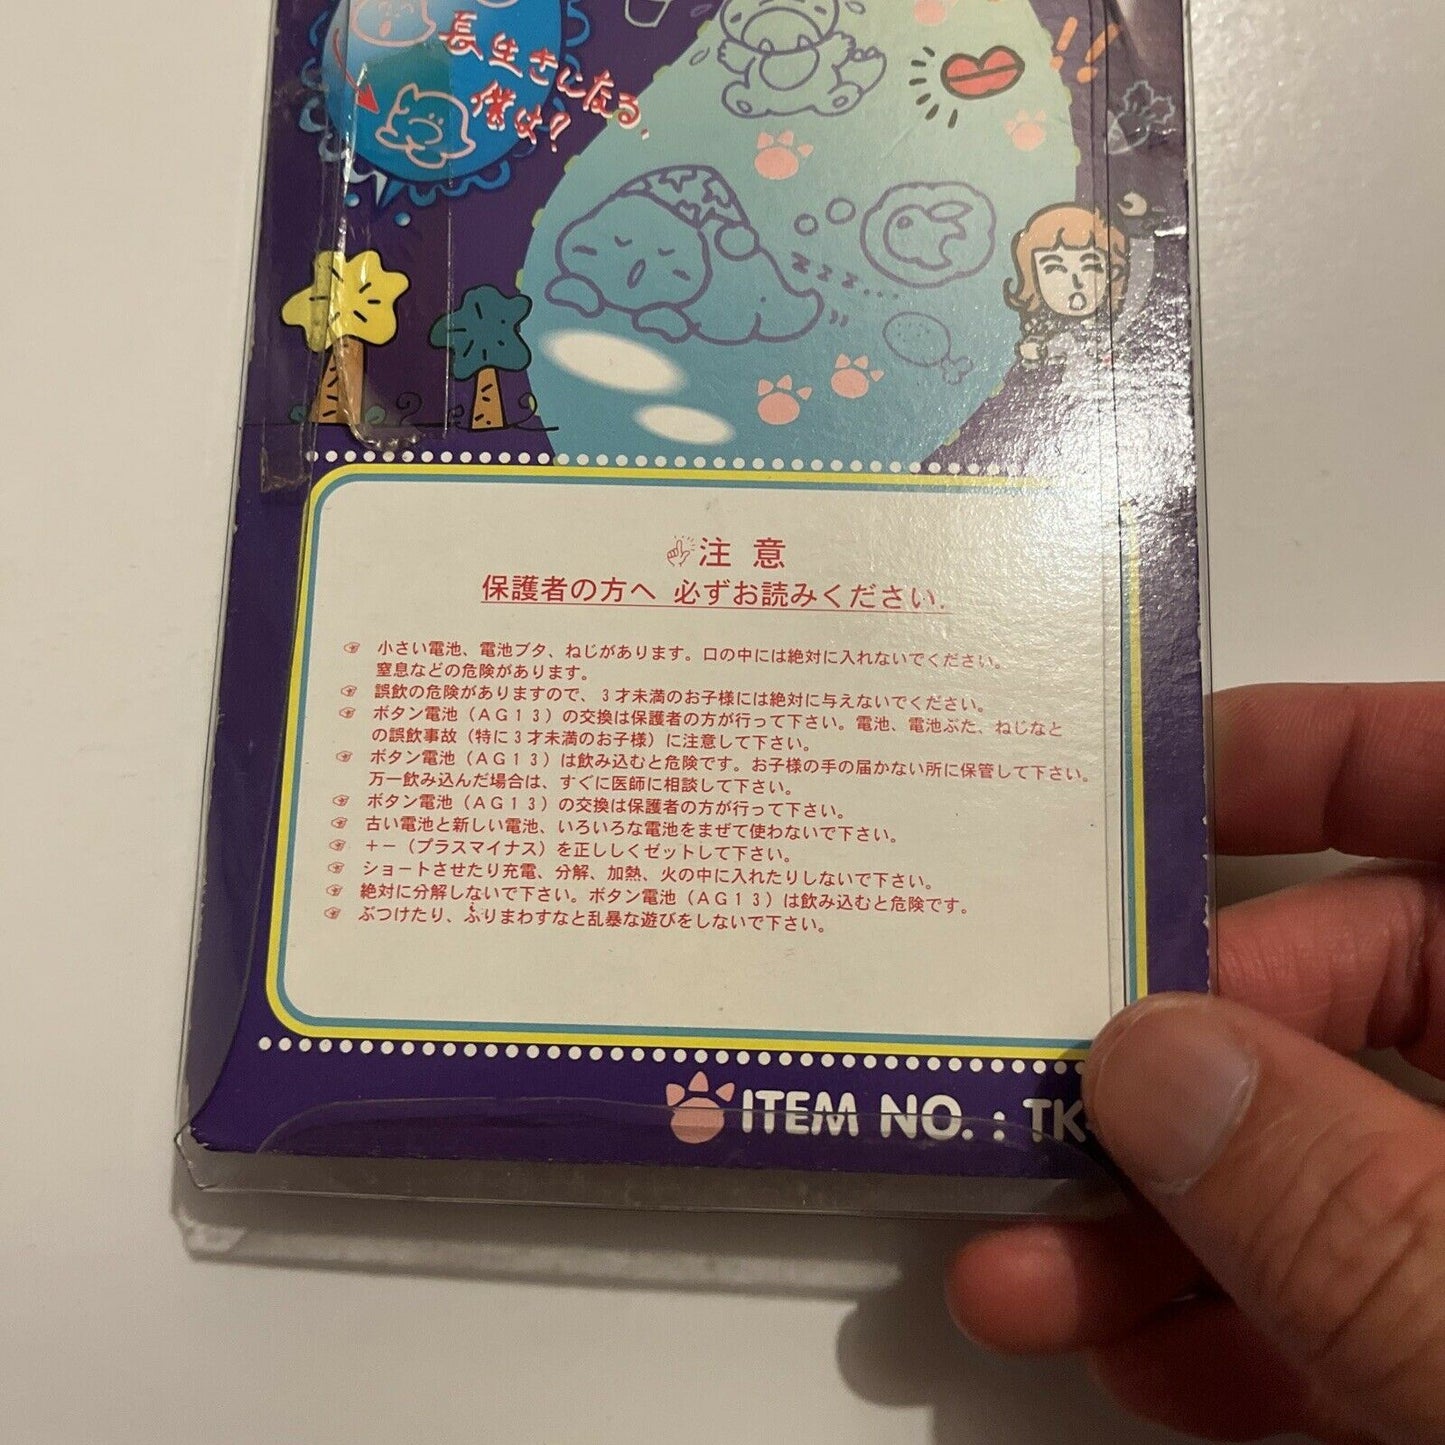 長生きになる,
僕は?
!!
zzz...
注 意
保護者の方へ 必ずお読みください.
小さい電池、電池ブタ、ねじがあります。口の中には絶対に入れないでください。
窒息などの危険があります。
誤飲の危険がありますので、3才未満のお子様には絶対に与えないでください。
ボタン電池（AG13）の交換は保護者の方が行って下さい。電池、電池ぶた、ねじなと
の誤飲事故（特に3才未満のお子様）に注意して下さい。
ボタン電池（AG13）は飲み込むと危険です。お子様の手の届かない所に保管して下さい。
万一飲み込んだ場合は、すぐに医師に相談して下さい。
ボタン電池（AG13）の交換は保護者の方が行って下さい。
古い電池と新しい電池、いろいろな電池をまぜて使わないで下さい。
＋－（プラスマイナス）を正ししくゼットして下さい。
ショートさせたり充電、分解、加熱、火の中に入れたりしないで下さい。
絶対に分解しないで下さい。ボタン電池（AG13）は飲み込むと危険です。
ぶつけたり、ふりまわすなと乱暴な遊びをしないで下さい。
ITEM NO. : TK-